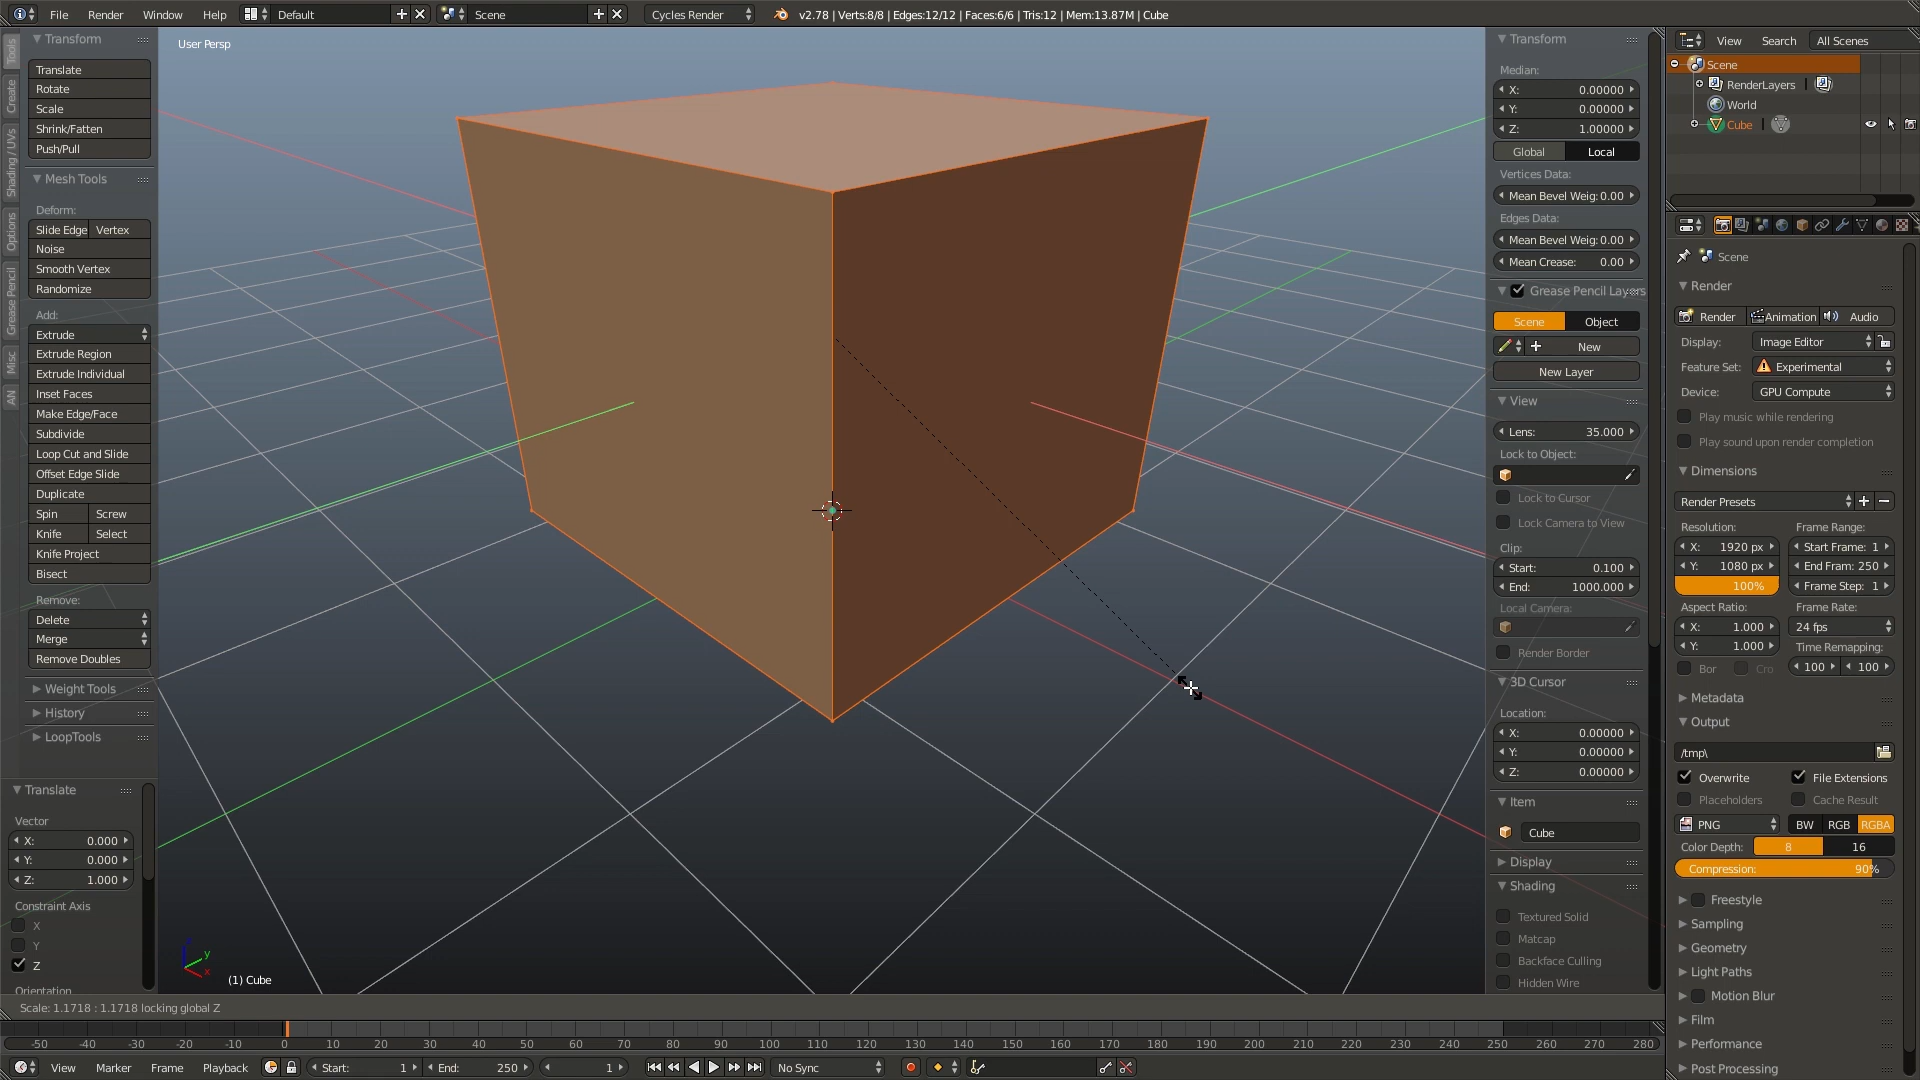 File Render Window Help Default Scene Cycles Render v2.78 | Verts:8/8 | Edges:12/12 | Faces:6/6 | Tris:12 | Mem:13.87M | Cube
Tools
Create
Shading / UVs
Options
Grease Pencil
Misc
AN
Transform
Translate
Rotate
Scale
Shrink/Fatten
Push/Pull
Mesh Tools
Deform:
Slide Edge Vertex
Noise
Smooth Vertex
Randomize
Add:
Extrude
Extrude Region
Extrude Individual
Inset Faces
Make Edge/Face
Subdivide
Loop Cut and Slide
Offset Edge Slide
Duplicate
Spin Screw
Knife Select
Knife Project
Bisect
Remove:
Delete
Merge
Remove Doubles
Weight Tools
History
LoopTools
Translate
Vector
X: 0.000
Y: 0.000
Z: 1.000
Constraint Axis
X
Y
Z
Orientation
User Persp
y
x
(1) Cube
Transform
Median:
X: 0.00000
Y: 0.00000
Z: 1.00000
Global Local
Vertices Data:
Mean Bevel Weig: 0.00
Edges Data:
Mean Bevel Weig: 0.00
Mean Crease: 0.00
Grease Pencil Layers
Scene Object
New
New Layer
View
Lens: 35.000
Lock to Object:
Lock to Cursor
Lock Camera to View
Clip:
Start: 0.100
End: 1000.000
Local Camera:
Render Border
3D Cursor
Location:
X: 0.00000
Y: 0.00000
Z: 0.00000
Item
Cube
Display
Shading
Textured Solid
Matcap
Backface Culling
Hidden Wire
View Search All Scenes
Scene
RenderLayers |
World
Cube |
Scene
Render
Render Animation Audio
Display: Image Editor
Feature Set: Experimental
Device: GPU Compute
Play music while rendering
Play sound upon render completion
Dimensions
Render Presets
Resolution: Frame Range:
X: 1920 px Start Frame: 1
Y: 1080 px End Fram: 250
100% Frame Step: 1
Aspect Ratio: Frame Rate:
X: 1.000 24 fps
Y: 1.000 Time Remapping:
Bor Cro 100 100
Metadata
Output
/tmp\
Overwrite File Extensions
Placeholders Cache Result
PNG BW RGB RGBA
Color Depth: 8 16
Compression: 90%
Freestyle
Sampling
Geometry
Light Paths
Motion Blur
Film
Performance
Post Processing
Scale: 1.1718 : 1.1718 locking global Z
-50 -40 -30 -20 -10 0 10 20 30 40 50 60 70 80 90 100 110 120 130 140 150 160 170 180 190 200 210 220 230 240 250 260 270 280
View Marker Frame Playback Start: 1 End: 250 1 No Sync